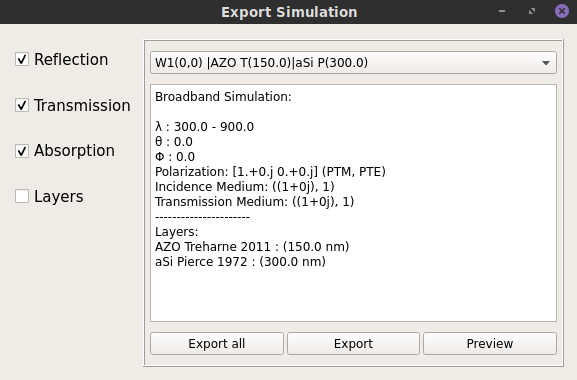 Export Simulation
Reflection
Transmission
Absorption
Layers
W1(0,0) |AZO T(150.0)|aSi P(300.0)
Broadband Simulation:
λ : 300.0 - 900.0
θ : 0.0
Φ : 0.0
Polarization: [1.+0.j 0.+0.j] (PTM, PTE)
Incidence Medium: ((1+0j), 1)
Transmission Medium: ((1+0j), 1)
----------------------
Layers:
AZO Treharne 2011 : (150.0 nm)
aSi Pierce 1972 : (300.0 nm)
Export all
Export
Preview